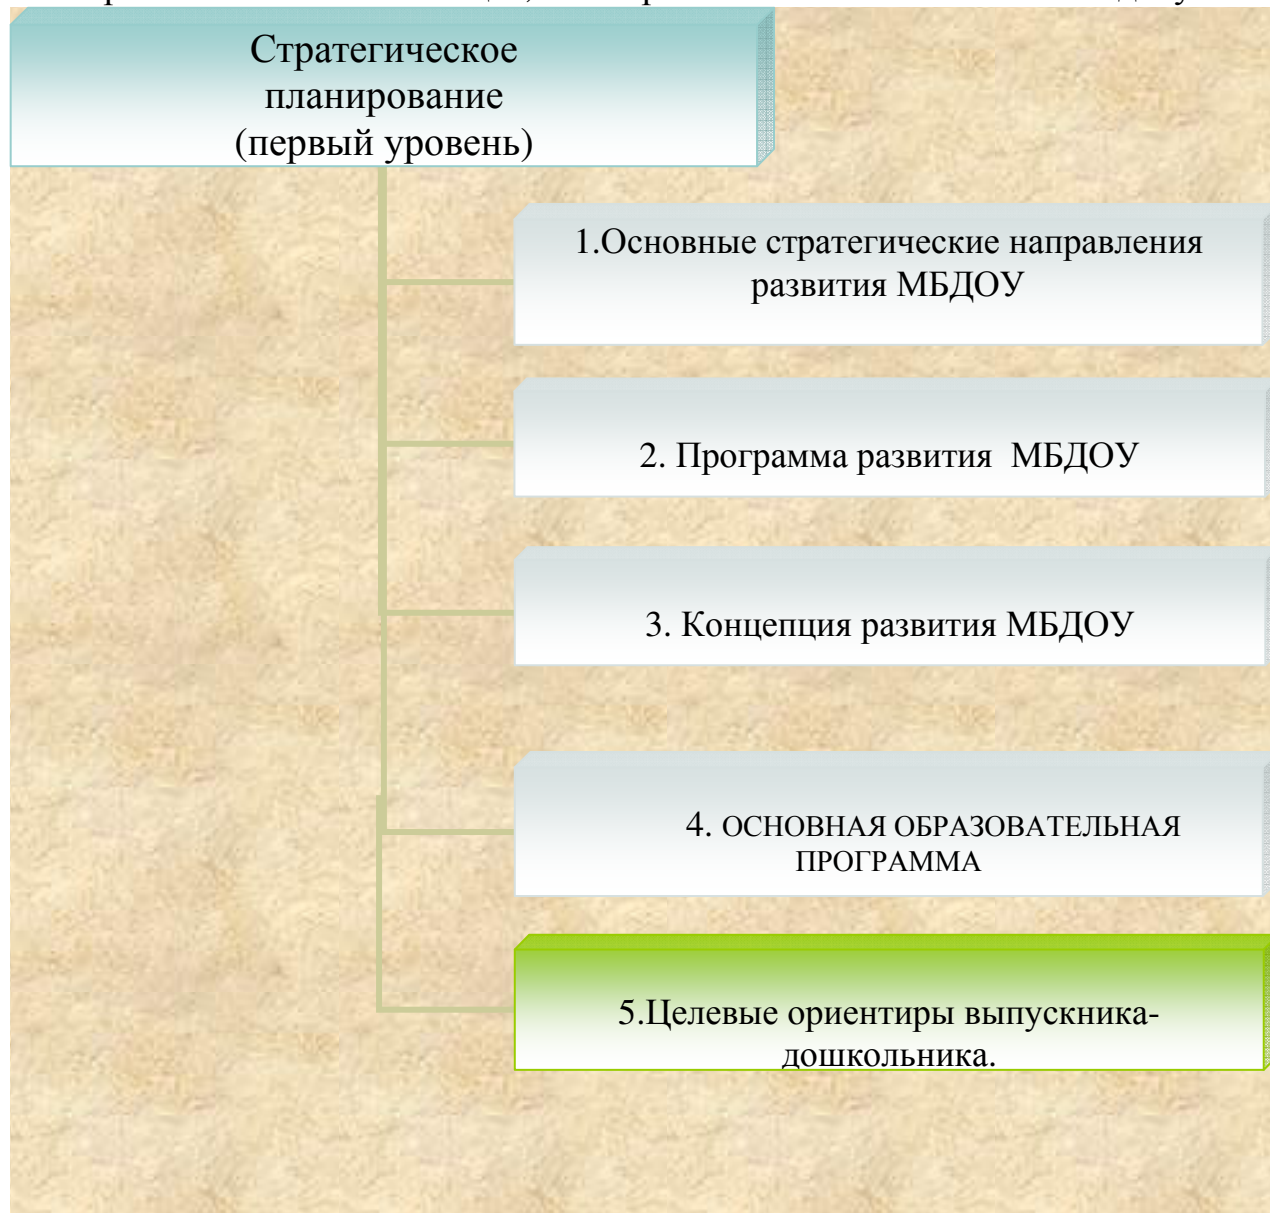 Стратегическое
планирование
(первый уровень)
1.Основные стратегические направления
развития МБДОУ
2. Программа развития МБДОУ
3. Концепция развития МБДОУ
4. ОСНОВНАЯ ОБРАЗОВАТЕЛЬНАЯ
ПРОГРАММА
5.Целевые ориентиры выпускника-
дошкольника.